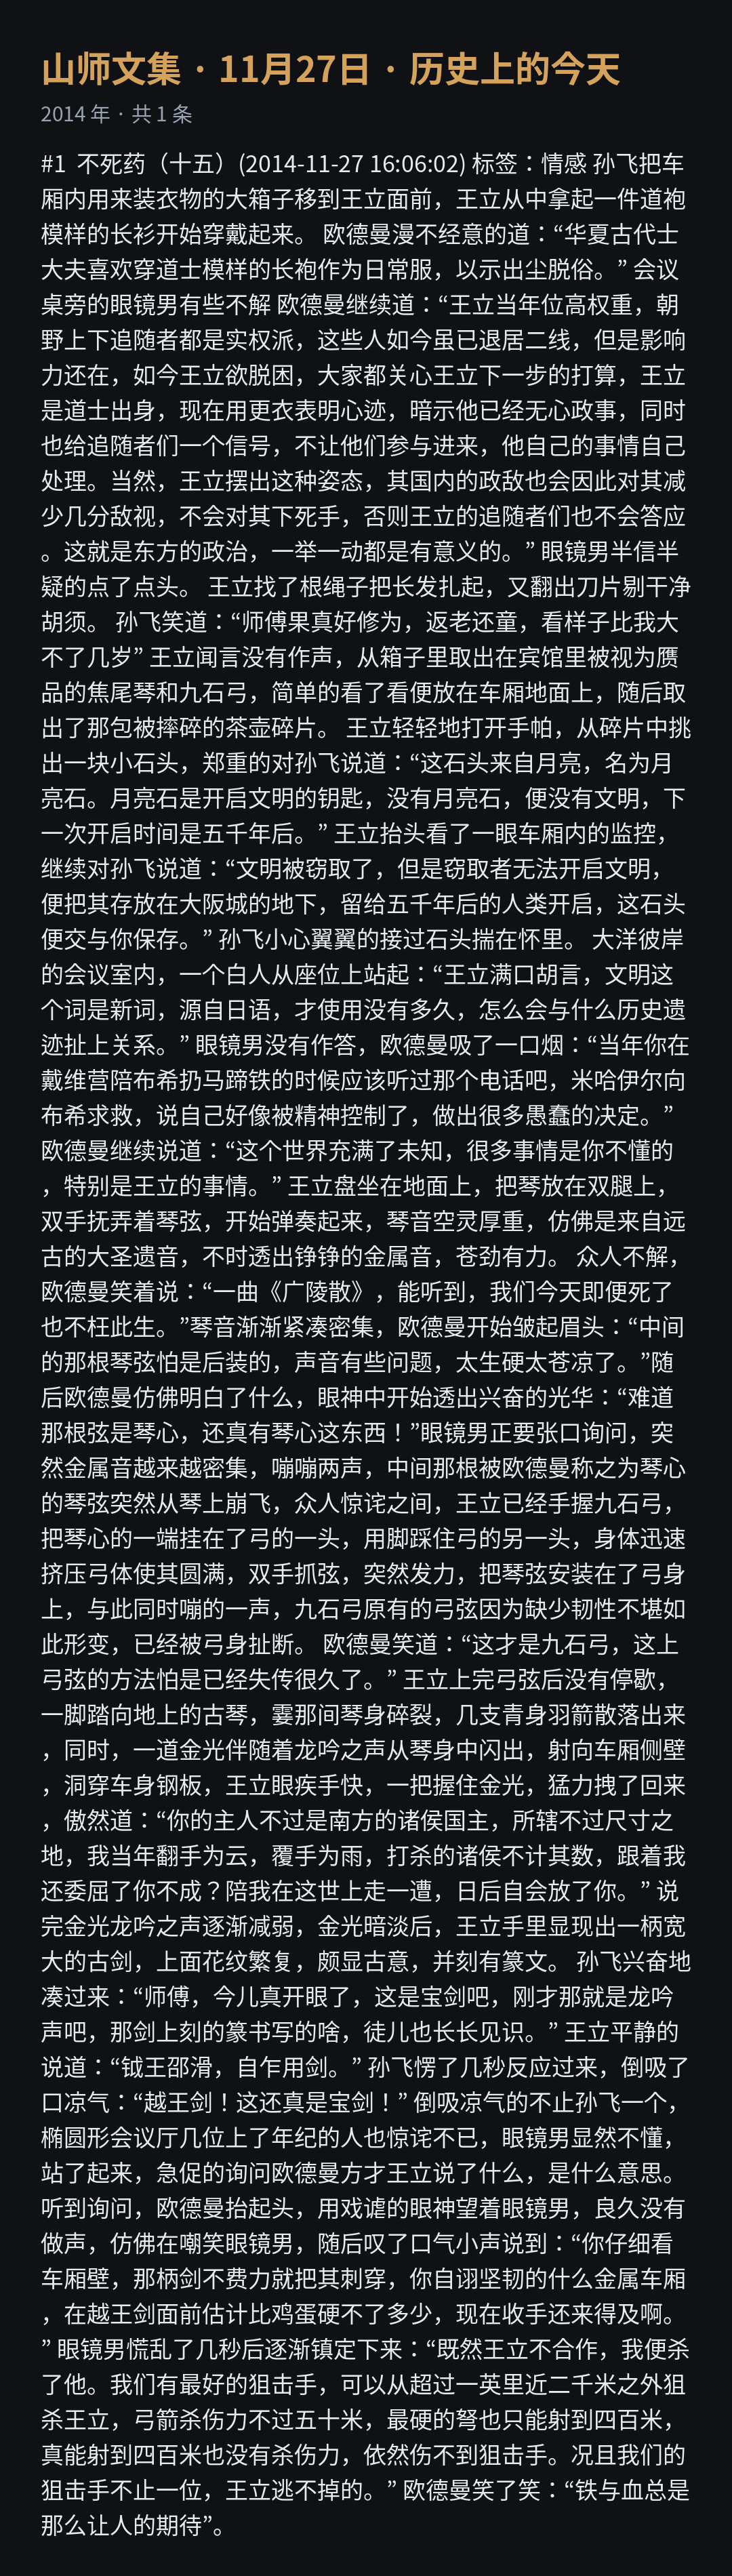 山师文集 · 11月27日 · 历史上的今天
2014 年 · 共 1 条
#1 不死药（十五）(2014-11-27 16:06:02) 标签：情感 孙飞把车
厢内用来装衣物的大箱子移到王立面前，王立从中拿起一件道袍
模样的长衫开始穿戴起来。 欧德曼漫不经意的道：“华夏古代士
大夫喜欢穿道士模样的长袍作为日常服，以示出尘脱俗。” 会议
桌旁的眼镜男有些不解 欧德曼继续道：“王立当年位高权重，朝
野上下追随者都是实权派，这些人如今虽已退居二线，但是影响
力还在，如今王立欲脱困，大家都关心王立下一步的打算，王立
是道士出身，现在用更衣表明心迹，暗示他已经无心政事，同时
也给追随者们一个信号，不让他们参与进来，他自己的事情自己
处理。当然，王立摆出这种姿态，其国内的政敌也会因此对其减
少几分敌视，不会对其下死手，否则王立的追随者们也不会答应
。这就是东方的政治，一举一动都是有意义的。” 眼镜男半信半
疑的点了点头。 王立找了根绳子把长发扎起，又翻出刀片剔干净
胡须。 孙飞笑道：“师傅果真好修为，返老还童，看样子比我大
不了几岁” 王立闻言没有作声，从箱子里取出在宾馆里被视为赝
品的焦尾琴和九石弓，简单的看了看便放在车厢地面上，随后取
出了那包被摔碎的茶壶碎片。 王立轻轻地打开手帕，从碎片中挑
出一块小石头，郑重的对孙飞说道：“这石头来自月亮，名为月
亮石。月亮石是开启文明的钥匙，没有月亮石，便没有文明，下
一次开启时间是五千年后。” 王立抬头看了一眼车厢内的监控，
继续对孙飞说道：“文明被窃取了，但是窃取者无法开启文明，
便把其存放在大阪城的地下，留给五千年后的人类开启，这石头
便交与你保存。” 孙飞小心翼翼的接过石头揣在怀里。 大洋彼岸
的会议室内，一个白人从座位上站起：“王立满口胡言，文明这
个词是新词，源自日语，才使用没有多久，怎么会与什么历史遗
迹扯上关系。” 眼镜男没有作答，欧德曼吸了一口烟：“当年你在
戴维营陪布希扔马蹄铁的时候应该听过那个电话吧，米哈伊尔向
布希求救，说自己好像被精神控制了，做出很多愚蠢的决定。”
欧德曼继续说道：“这个世界充满了未知，很多事情是你不懂的
，特别是王立的事情。” 王立盘坐在地面上，把琴放在双腿上，
双手抚弄着琴弦，开始弹奏起来，琴音空灵厚重，仿佛是来自远
古的大圣遗音，不时透出铮铮的金属音，苍劲有力。 众人不解，
欧德曼笑着说：“一曲《广陵散》，能听到，我们今天即便死了
也不枉此生。”琴音渐渐紧凑密集，欧德曼开始皱起眉头：“中间
的那根琴弦怕是后装的，声音有些问题，太生硬太苍凉了。”随
后欧德曼仿佛明白了什么，眼神中开始透出兴奋的光华：“难道
那根弦是琴心，还真有琴心这东西！”眼镜男正要张口询问，突
然金属音越来越密集，嘣嘣两声，中间那根被欧德曼称之为琴心
的琴弦突然从琴上崩飞，众人惊诧之间，王立已经手握九石弓，
把琴心的一端挂在了弓的一头，用脚踩住弓的另一头，身体迅速
挤压弓体使其圆满，双手抓弦，突然发力，把琴弦安装在了弓身
上，与此同时嘣的一声，九石弓原有的弓弦因为缺少韧性不堪如
此形变，已经被弓身扯断。 欧德曼笑道：“这才是九石弓，这上
弓弦的方法怕是已经失传很久了。” 王立上完弓弦后没有停歇，
一脚踏向地上的古琴，霎那间琴身碎裂，几支青身羽箭散落出来
，同时，一道金光伴随着龙吟之声从琴身中闪出，射向车厢侧壁
，洞穿车身钢板，王立眼疾手快，一把握住金光，猛力拽了回来
，傲然道：“你的主人不过是南方的诸侯国主，所辖不过尺寸之
地，我当年翻手为云，覆手为雨，打杀的诸侯不计其数，跟着我
还委屈了你不成？陪我在这世上走一遭，日后自会放了你。” 说
完金光龙吟之声逐渐减弱，金光暗淡后，王立手里显现出一柄宽
大的古剑，上面花纹繁复，颇显古意，并刻有篆文。 孙飞兴奋地
凑过来：“师傅，今儿真开眼了，这是宝剑吧，刚才那就是龙吟
声吧，那剑上刻的篆书写的啥，徒儿也长长见识。” 王立平静的
说道：“钺王邵滑，自乍用剑。” 孙飞愣了几秒反应过来，倒吸了
口凉气：“越王剑！这还真是宝剑！” 倒吸凉气的不止孙飞一个，
椭圆形会议厅几位上了年纪的人也惊诧不已，眼镜男显然不懂，
站了起来，急促的询问欧德曼方才王立说了什么，是什么意思。
听到询问，欧德曼抬起头，用戏谑的眼神望着眼镜男，良久没有
做声，仿佛在嘲笑眼镜男，随后叹了口气小声说到：“你仔细看
车厢壁，那柄剑不费力就把其刺穿，你自诩坚韧的什么金属车厢
，在越王剑面前估计比鸡蛋硬不了多少，现在收手还来得及啊。
” 眼镜男慌乱了几秒后逐渐镇定下来：“既然王立不合作，我便杀
了他。我们有最好的狙击手，可以从超过一英里近二千米之外狙
杀王立，弓箭杀伤力不过五十米，最硬的弩也只能射到四百米，
真能射到四百米也没有杀伤力，依然伤不到狙击手。况且我们的
狙击手不止一位，王立逃不掉的。” 欧德曼笑了笑：“铁与血总是
那么让人的期待”。